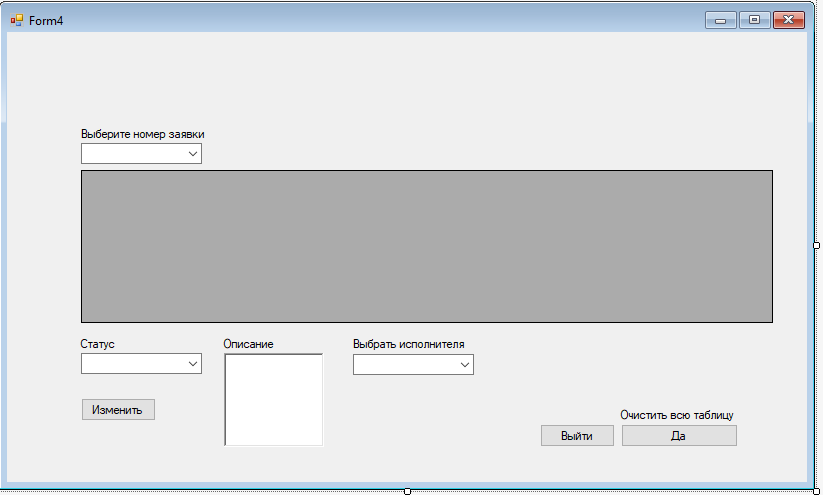 Form4
Выберите номер заявки
Статус
Описание
Выбрать исполнителя
Изменить
Очистить всю таблицу
Выйти
Да